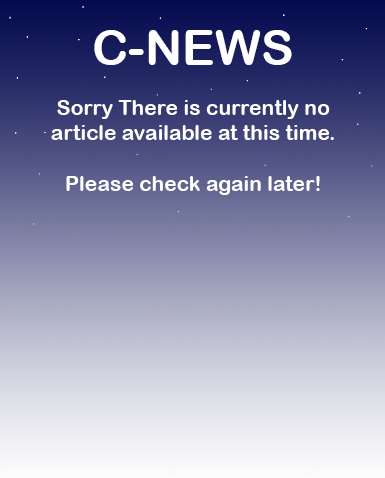 C-NEWS
Sorry There is currently no
article available at this time.
Please check again later!